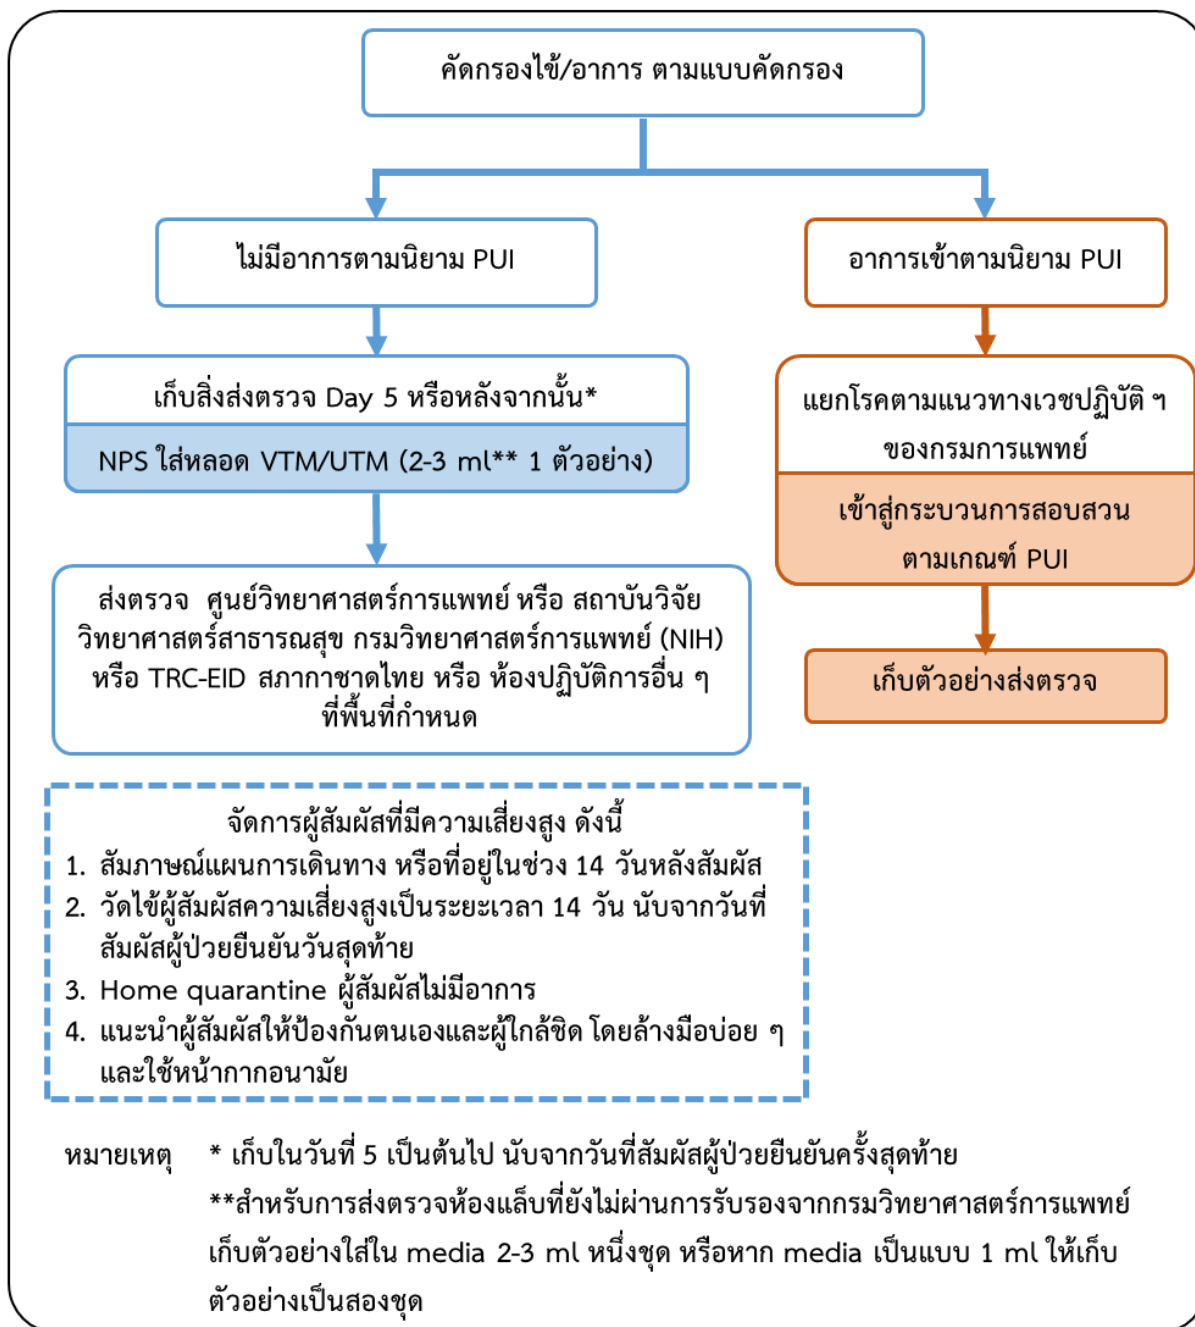 คัดกรองไข้/อาการ ตามแบบคัดกรอง
ไม่มีอาการตามนิยาม PUI
เก็บสิ่งส่งตรวจ Day 5 หรือหลังจากนั้น*
NPS ใส่หลอด VTM/UTM (2-3 ml** 1 ตัวอย่าง)
ส่งตรวจ ศูนย์วิทยาศาสตร์การแพทย์ หรือ สถาบันวิจัย
วิทยาศาสตร์สาธารณสุข กรมวิทยาศาสตร์การแพทย์ (NIH)
หรือ TRC-EID สภากาชาดไทย หรือ ห้องปฏิบัติการอื่น ๆ
ที่พื้นที่กำหนด
อาการเข้าตามนิยาม PUI
แยกโรคตามแนวทางเวชปฏิบัติ ฯ
ของกรมการแพทย์
เข้าสู่กระบวนการสอบสวน
ตามเกณฑ์ PUI
เก็บตัวอย่างส่งตรวจ
จัดการผู้สัมผัสที่มีความเสี่ยงสูง ดังนี้
1. สัมภาษณ์แผนการเดินทาง หรือที่อยู่ในช่วง 14 วันหลังสัมผัส
2. วัดไข้ผู้สัมผัสความเสี่ยงสูงเป็นระยะเวลา 14 วัน นับจากวันที่
สัมผัสผู้ป่วยยืนยันวันสุดท้าย
3. Home quarantine ผู้สัมผัสไม่มีอาการ
4. แนะนำผู้สัมผัสให้ป้องกันตนเองและผู้ใกล้ชิด โดยล้างมือบ่อย ๆ
และใช้หน้ากากอนามัย
หมายเหตุ * เก็บในวันที่ 5 เป็นต้นไป นับจากวันที่สัมผัสผู้ป่วยยืนยันครั้งสุดท้าย
**สำหรับการส่งตรวจห้องแล็บที่ยังไม่ผ่านการรับรองจากกรมวิทยาศาสตร์การแพทย์
เก็บตัวอย่างใส่ใน media 2-3 ml หนึ่งชุด หรือหาก media เป็นแบบ 1 ml ให้เก็บ
ตัวอย่างเป็นสองชุด